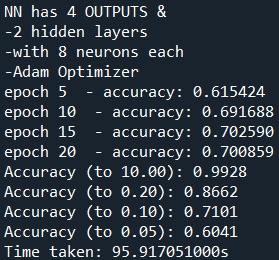 NN has 4 OUTPUTS &
-2 hidden layers
-with 8 neurons each
-Adam Optimizer
epoch 5  - accuracy: 0.615424
epoch 10  - accuracy: 0.691688
epoch 15  - accuracy: 0.702590
epoch 20  - accuracy: 0.700859
Accuracy (to 10.00): 0.9928
Accuracy (to 0.20): 0.8662
Accuracy (to 0.10): 0.7101
Accuracy (to 0.05): 0.6041
Time taken: 95.917051000s